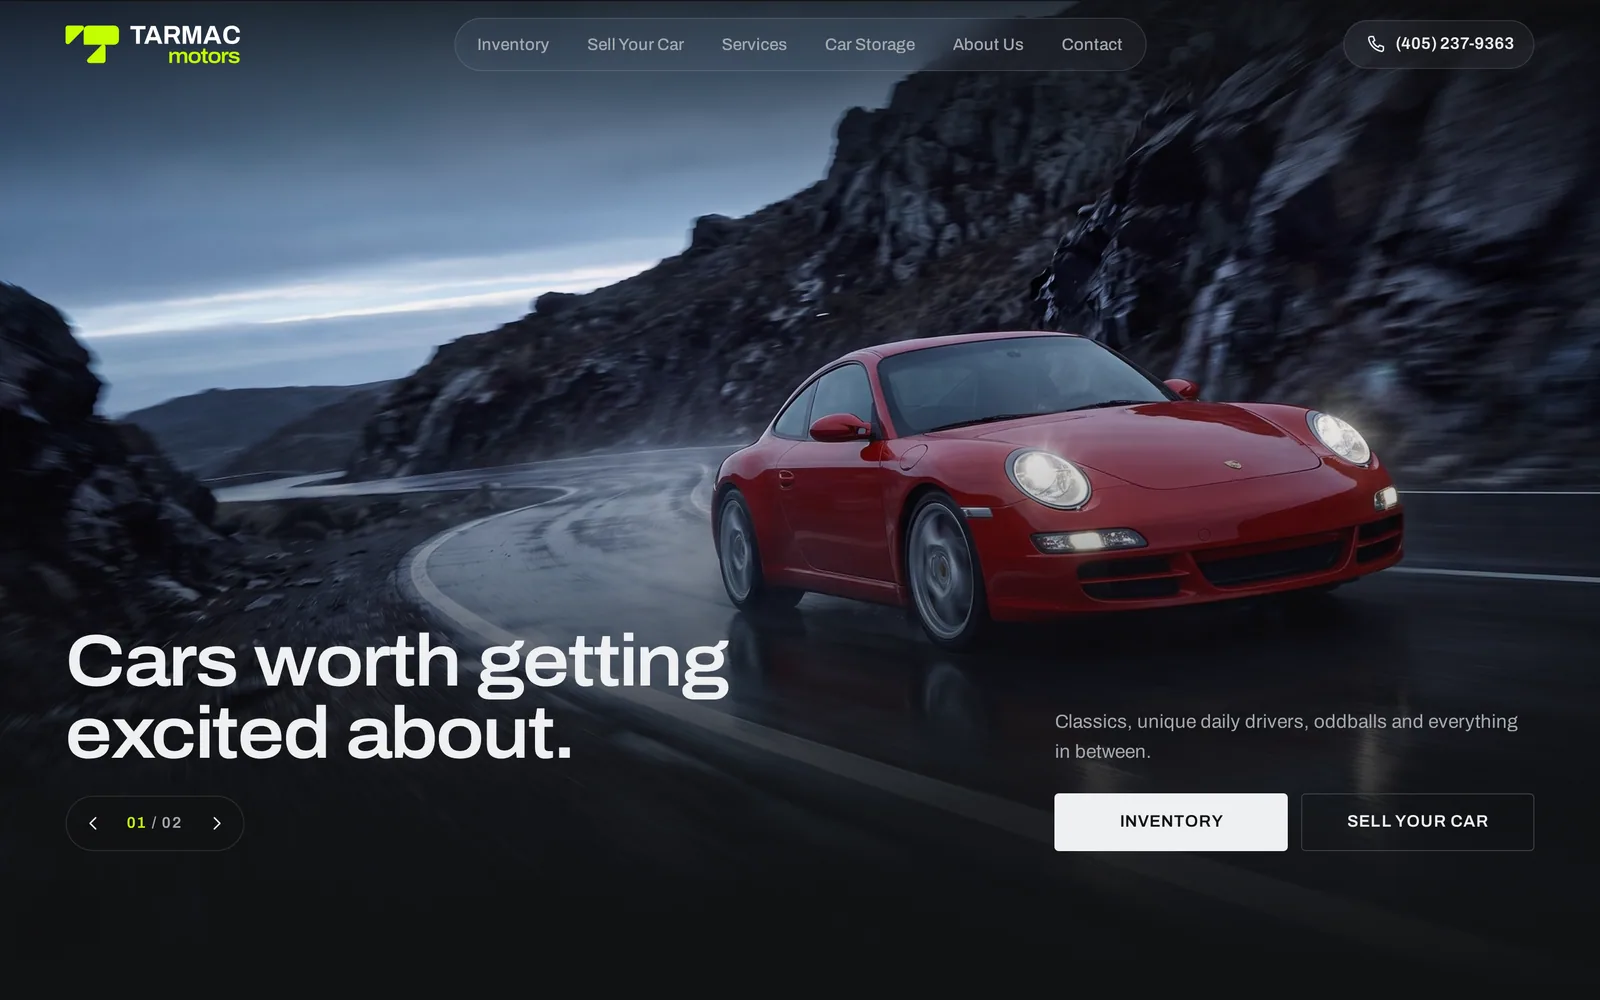 TARMAC
motors
Inventory
Sell Your Car
Services
Car Storage
About Us
Contact
(405) 237-9363
Cars worth getting
excited about.
01 / 02
Classics, unique daily drivers, oddballs and everything
in between.
INVENTORY
SELL YOUR CAR